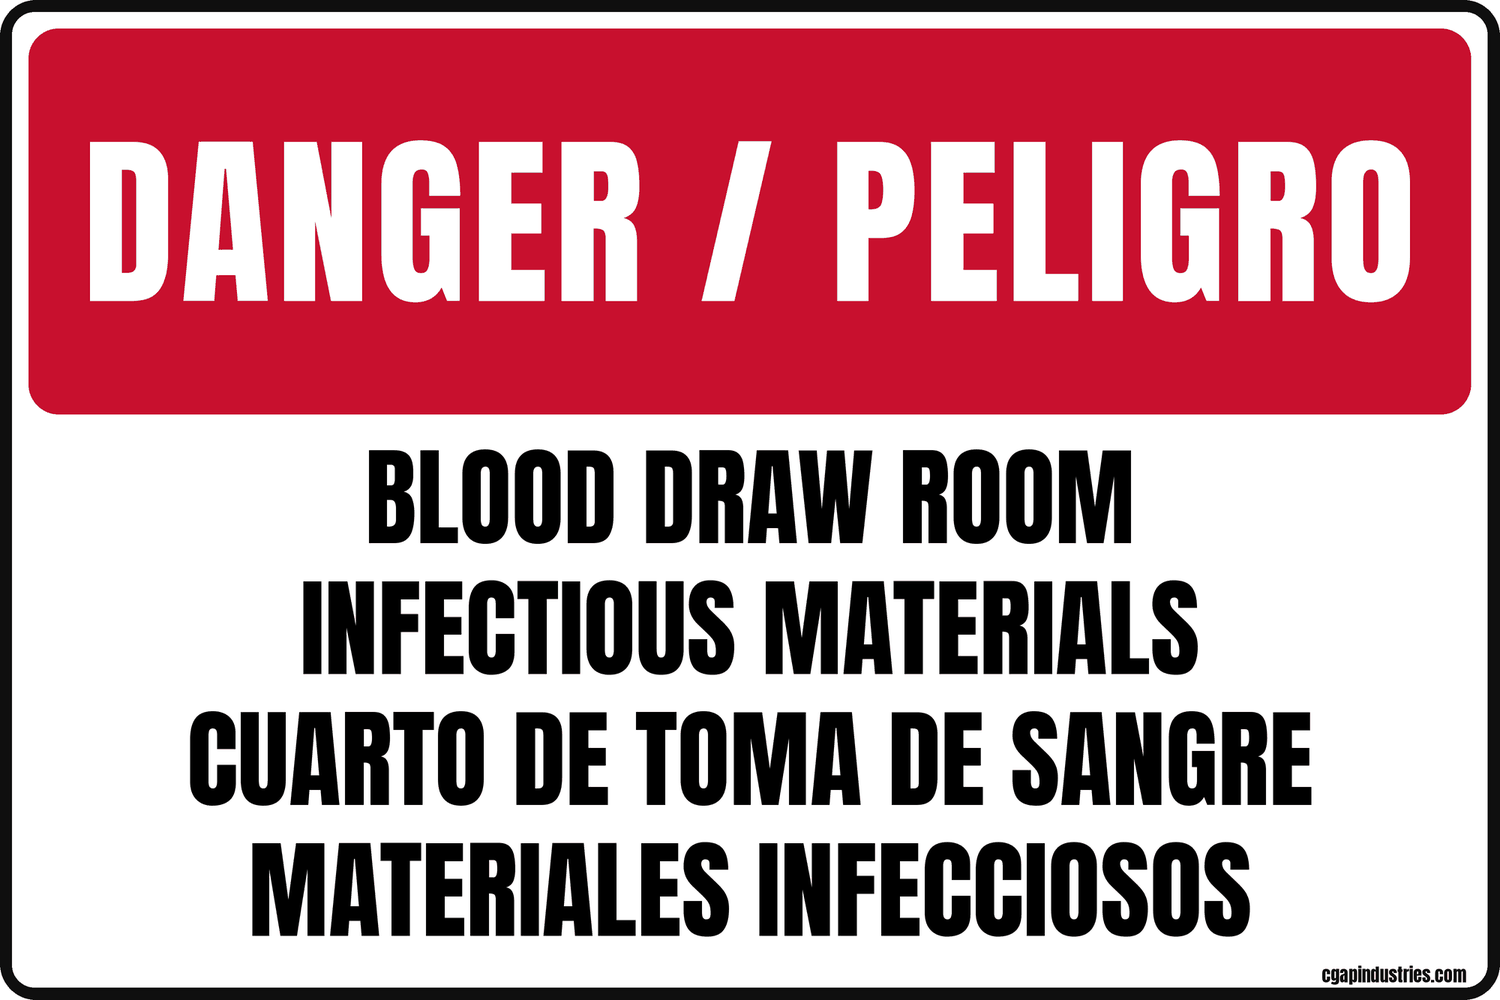 DANGER / PELIGRO
BLOOD DRAW ROOM
INFECTIOUS MATERIALS
CUARTO DE TOMA DE SANGRE
MATERIALES INFECCIOSOS
cgapindustries.com